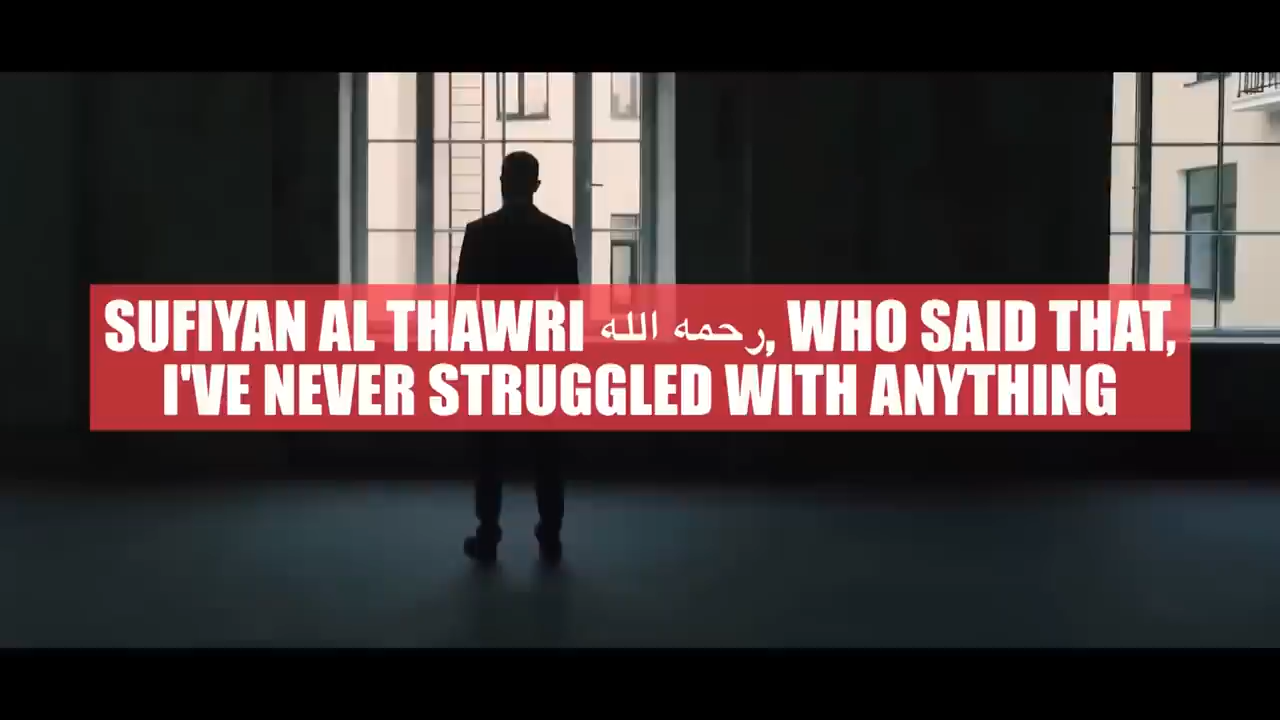 SUFIYAN AL THAWRI رحمه الله, WHO SAID THAT,
I'VE NEVER STRUGGLED WITH ANYTHING